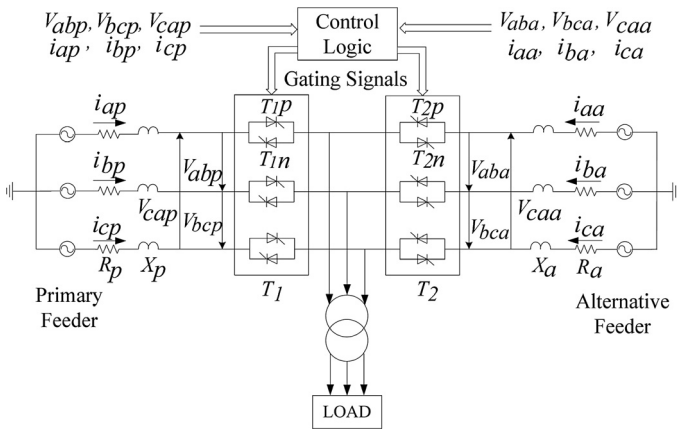 Vabp, Vbcp, Vcap
iap, ibp, icp
Control
Logic
Vaba, Vbca, Vcaa
iaa, iba, ica
Gating Signals
iap
T1p
T2p
iaa
ibp
T1n
T2n
iba
Vabp
Vaba
icp
Vcap
Vbcp
Vbca
Vcaa
ica
Rp
Xp
Xa
Ra
T1
T2
Primary
Feeder
Alternative
Feeder
LOAD